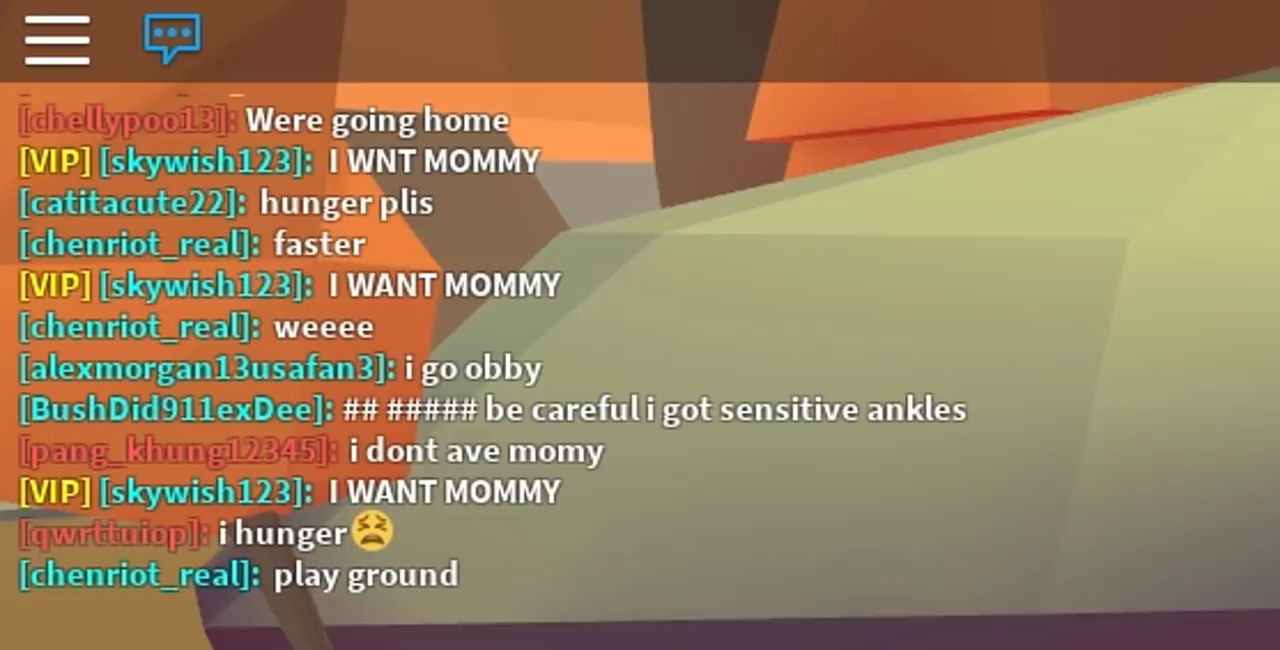 [chellypoo13]: Were going home
[VIP] [skywish123]: I WNT MOMMY
[catitacute22]: hunger plis
[chenriot_real]: faster
[VIP] [skywish123]: I WANT MOMMY
[chenriot_real]: weeee
[alexmorgan13usafan3]: i go obby
[BushDid911exDee]: ## ##### be careful i got sensitive ankles
[pang_khung12345]: i dont ave momy
[VIP] [skywish123]: I WANT MOMMY
[qwrttuiop]: i hunger😫
[chenriot_real]: play ground